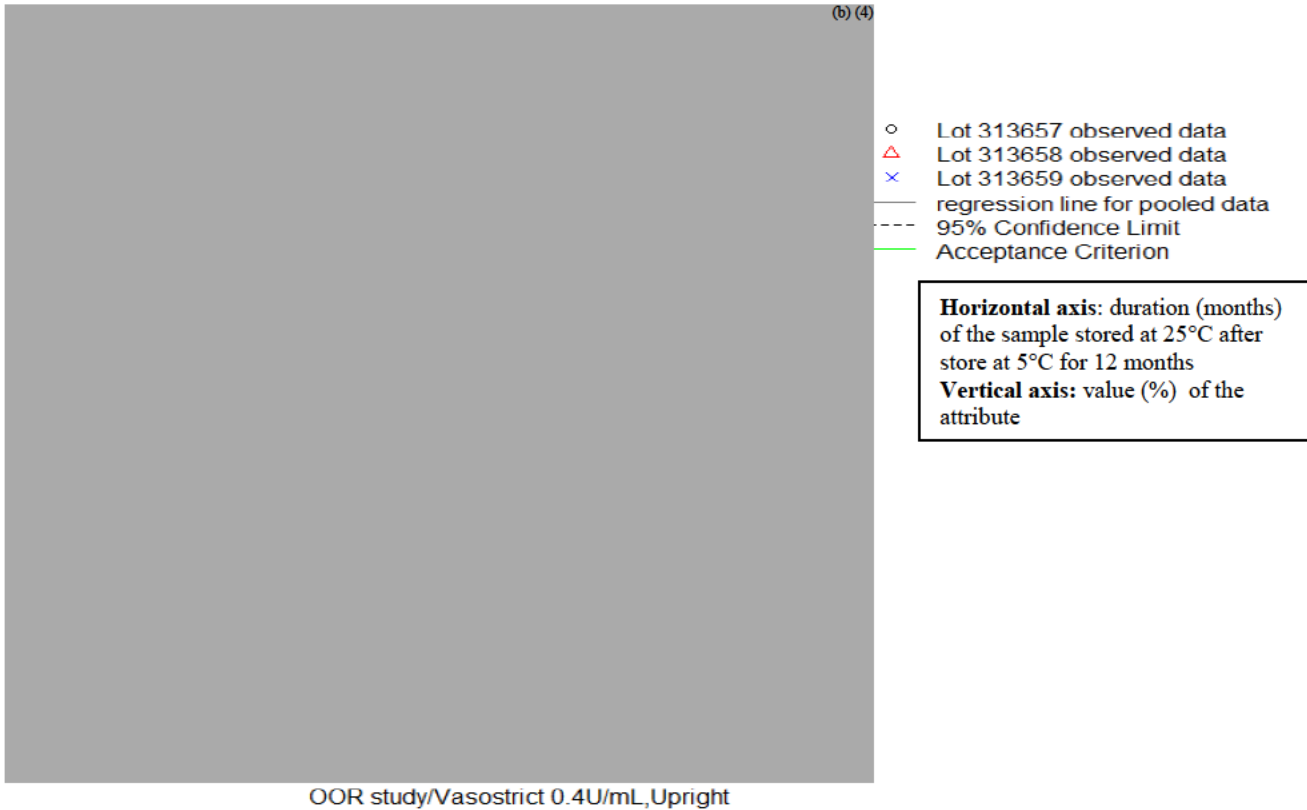 (b) (4)
Lot 313657 observed data
Lot 313658 observed data
Lot 313659 observed data
regression line for pooled data
95% Confidence Limit
Acceptance Criterion
Horizontal axis: duration (months)
of the sample stored at 25°C after
store at 5°C for 12 months
Vertical axis: value (%) of the
attribute
OOR study/Vasostrict 0.4U/mL,Upright